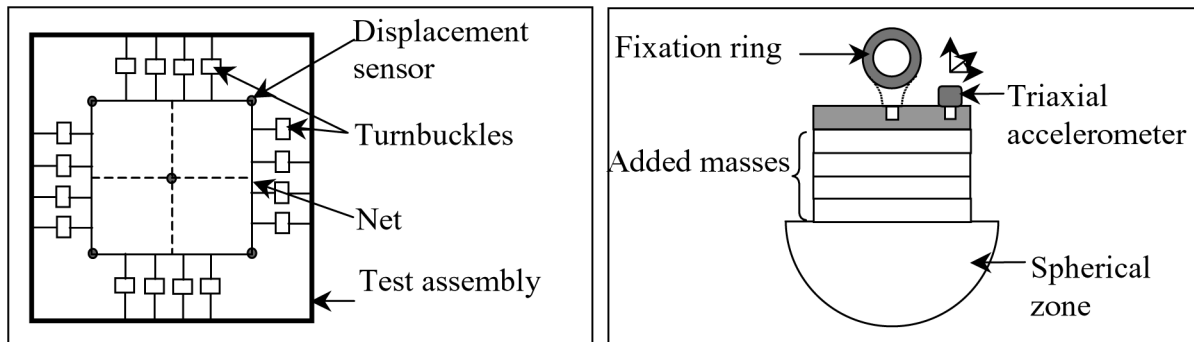 Displacement
sensor
Turnbuckles
Net
Test assembly
Fixation ring
Triaxial
accelerometer
Added masses
Spherical
zone